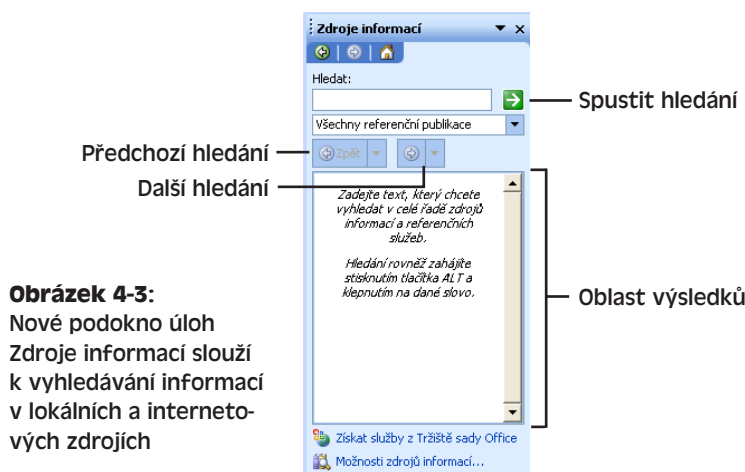 Zdroje informací
Hledat:
Spustit hledání
Všechny referenční publikace
Předchozí hledání
Zpět
Další hledání
Zadejte text, který chcete
vyhledat v celé řadě zdrojů
informací a referenčních
služeb.
Hledání rovněž zahájíte
stisknutím tlačítka ALT a
klepnutím na dané slovo.
Oblast výsledků
Obrázek 4-3:
Nové podokno úloh
Zdroje informací slouží
k vyhledávání informací
v lokálních a interneto-
vých zdrojích
Získat služby z Tržiště sady Office
Možnosti zdrojů informací...